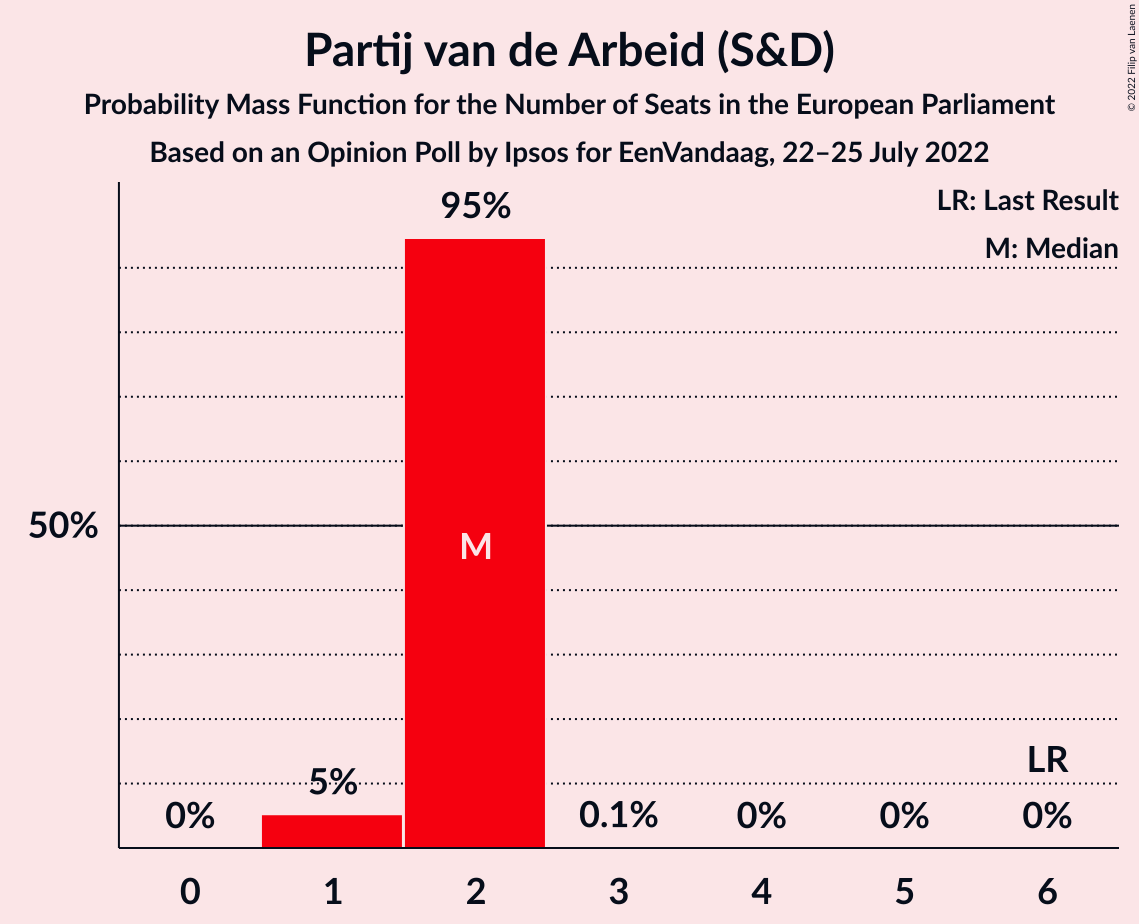 Partij van de Arbeid (S&D)
Probability Mass Function for the Number of Seats in the European Parliament
Based on an Opinion Poll by Ipsos for EenVandaag, 22–25 July 2022
© 2022 Filip van Laenen
LR: Last Result
M: Median
95%
50%
M
5%
LR
0%
0.1%
0%
0%
0%
0
1
2
3
4
5
6